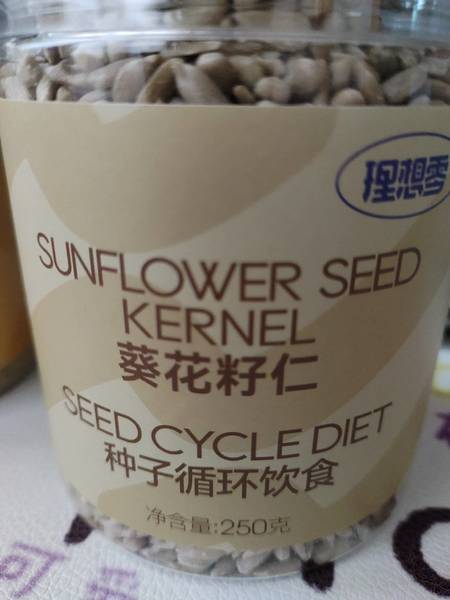 理想零
SUNFLOWER SEED
KERNEL
葵花籽仁
SEED CYCLE DIET
种子循环饮食
净含量:250克